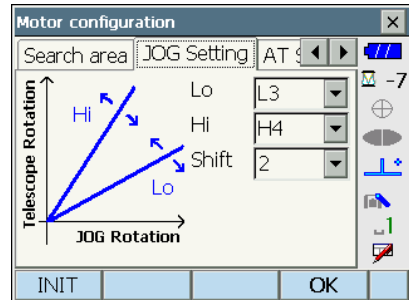 Motor configuration
Search area JOG Setting AT S
Telescope Rotation
Hi
Lo
JOG Rotation
Lo L3
Hi H4
Shift 2
-7
1
INIT OK